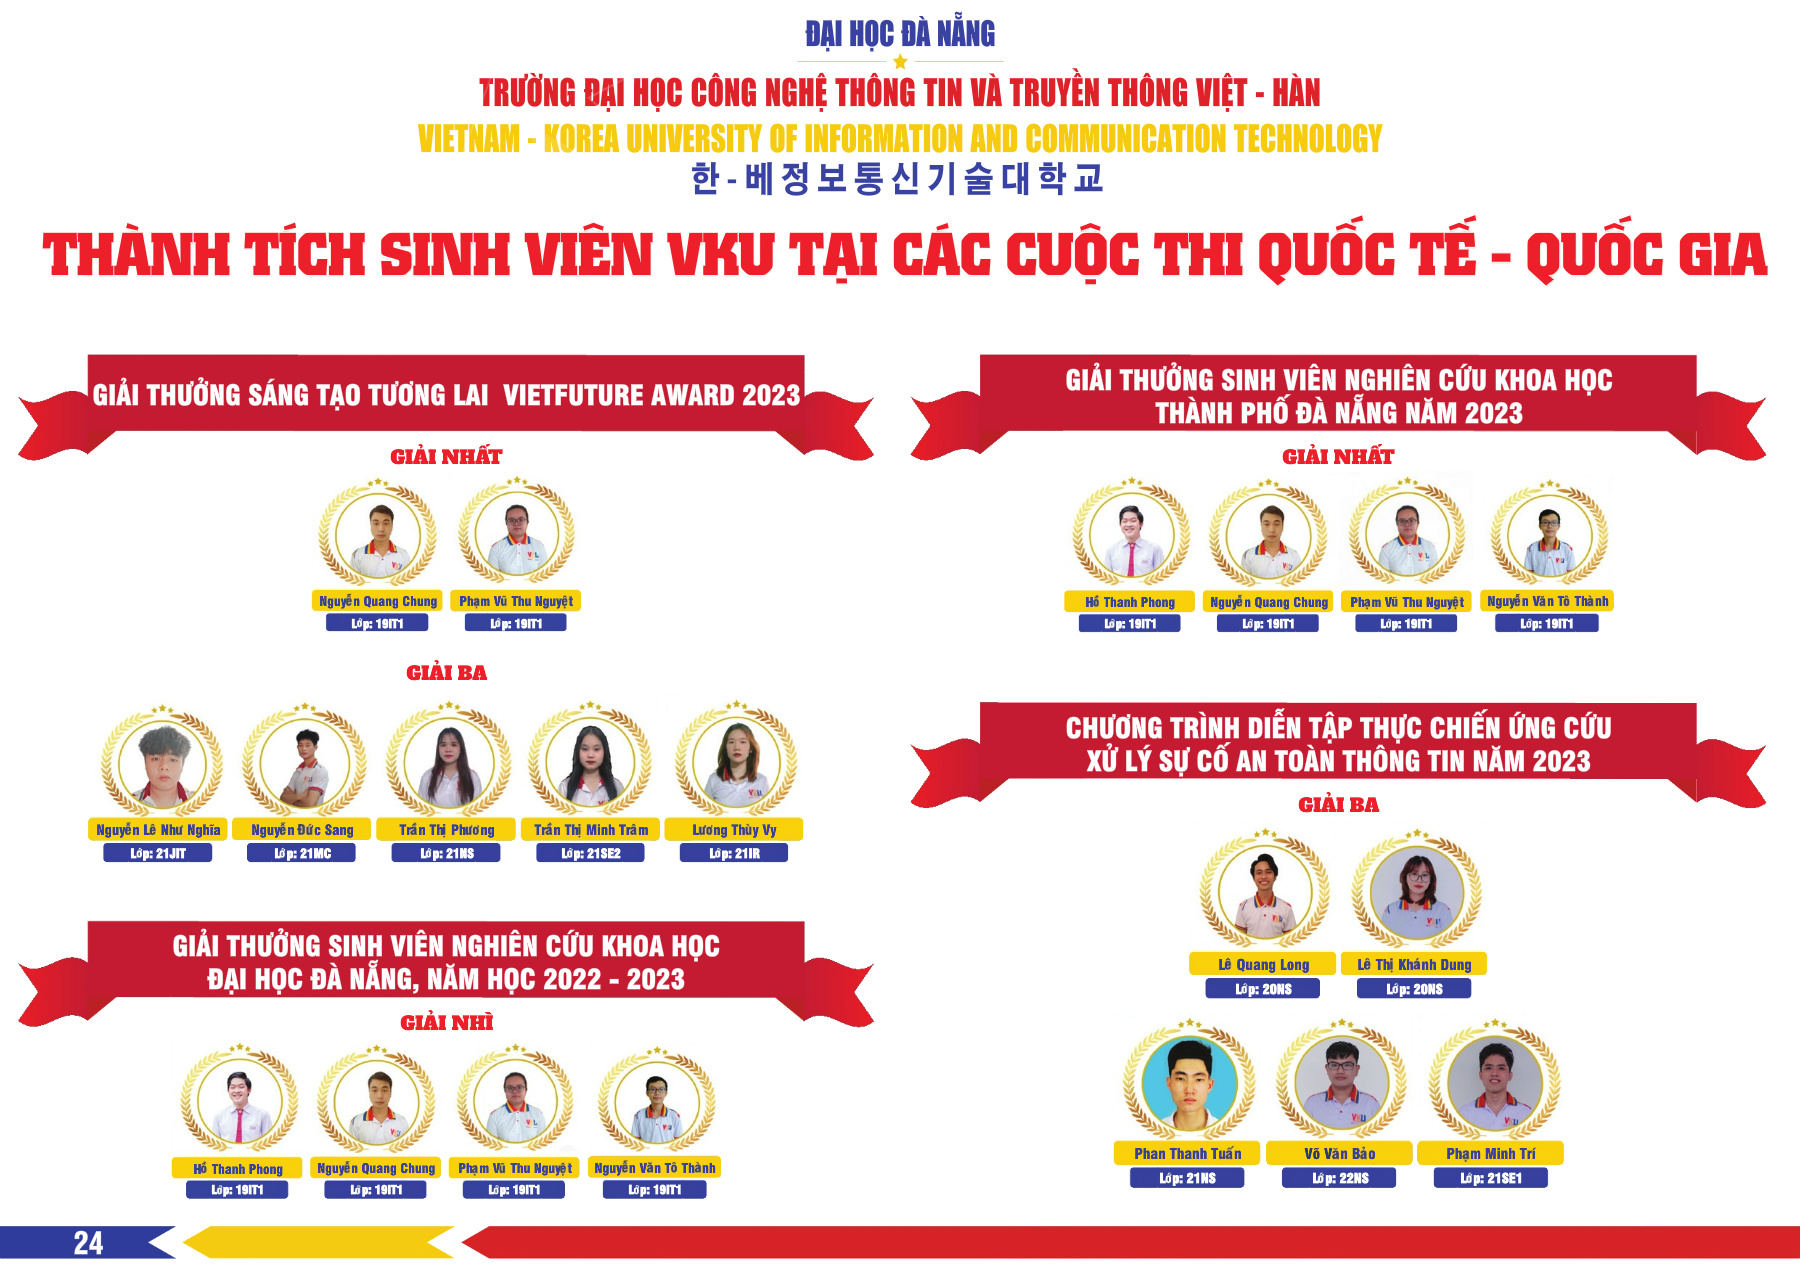 ĐẠI HỌC ĐÀ NẴNG
TRƯỜNG ĐẠI HỌC CÔNG NGHỆ THÔNG TIN VÀ TRUYỀN THÔNG VIỆT - HÀN
VIETNAM - KOREA UNIVERSITY OF INFORMATION AND COMMUNICATION TECHNOLOGY
한-베정보통신기술대학교
THÀNH TÍCH SINH VIÊN VKU TẠI CÁC CUỘC THI QUỐC TẾ - QUỐC GIA
GIẢI THƯỞNG SÁNG TẠO TƯƠNG LAI VIETFUTURE AWARD 2023
GIẢI NHẤT
Nguyễn Quang Chung Phạm Vũ Thu Nguyệt
Lớp: 19IT1 Lớp: 19IT1
GIẢI BA
Nguyễn Lê Như Nghĩa Nguyễn Đức Sang Trần Thị Phương Trần Thị Minh Trâm Lương Thùy Vy
Lớp: 21JIT Lớp: 21MC Lớp: 21NS Lớp: 21SE2 Lớp: 21IR
GIẢI THƯỞNG SINH VIÊN NGHIÊN CỨU KHOA HỌC
ĐẠI HỌC ĐÀ NẴNG, NĂM HỌC 2022 - 2023
GIẢI NHÌ
Hồ Thanh Phong Nguyễn Quang Chung Phạm Vũ Thu Nguyệt Nguyễn Văn Tô Thành
Lớp: 19IT1 Lớp: 19IT1 Lớp: 19IT1 Lớp: 19IT1
GIẢI THƯỞNG SINH VIÊN NGHIÊN CỨU KHOA HỌC
THÀNH PHỐ ĐÀ NẴNG NĂM 2023
GIẢI NHẤT
Hồ Thanh Phong Nguyễn Quang Chung Phạm Vũ Thu Nguyệt Nguyễn Văn Tô Thành
Lớp: 19IT1 Lớp: 19IT1 Lớp: 19IT1 Lớp: 19IT1
CHƯƠNG TRÌNH DIỄN TẬP THỰC CHIẾN ỨNG CỨU
XỬ LÝ SỰ CỐ AN TOÀN THÔNG TIN NĂM 2023
GIẢI BA
Lê Quang Long Lê Thị Khánh Dung
Lớp: 20NS Lớp: 20NS
Phan Thanh Tuấn Võ Văn Bảo Phạm Minh Trí
Lớp: 21NS Lớp: 22NS Lớp: 21SE1
24